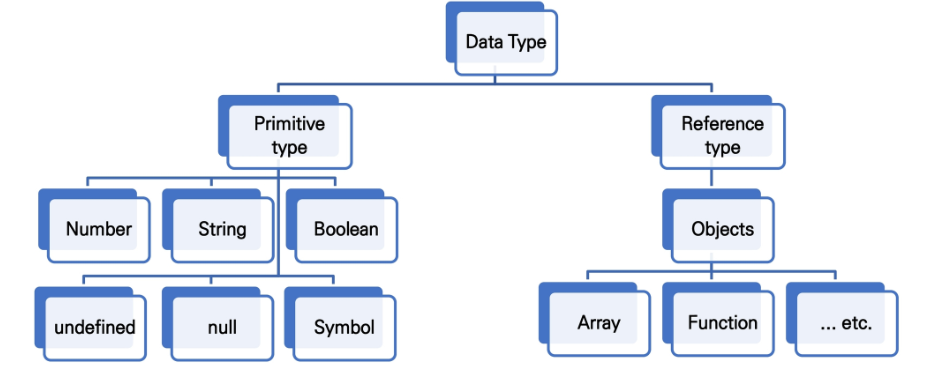 Data Type
Primitive
type
Reference
type
Number
String
Boolean
Objects
undefined
null
Symbol
Array
Function
... etc.